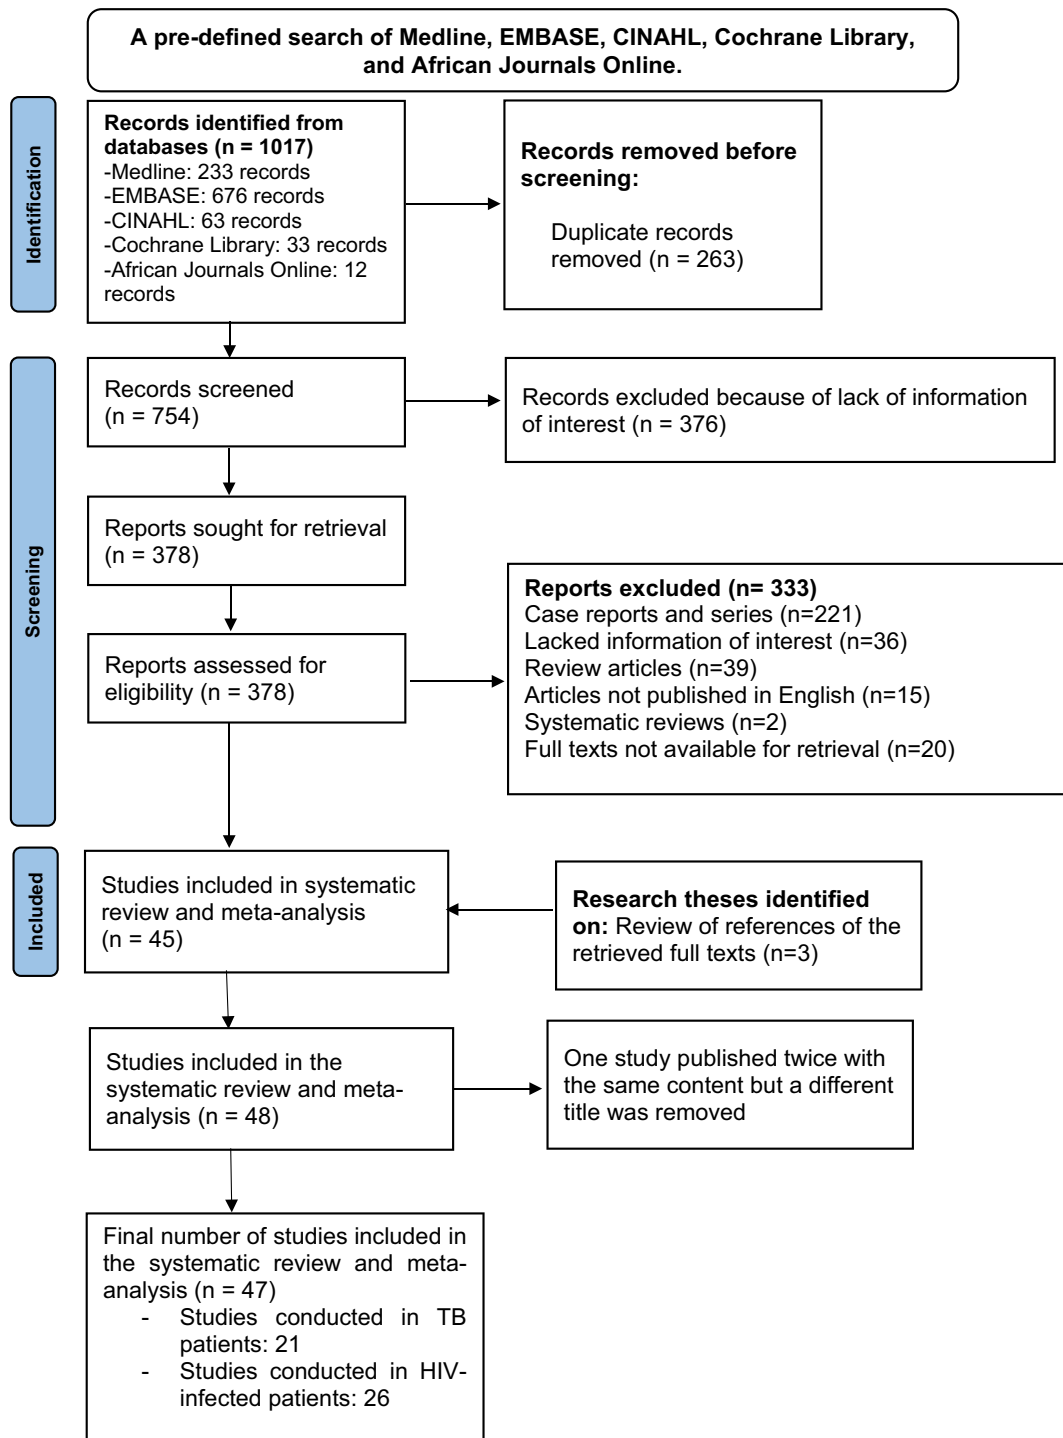 A pre-defined search of Medline, EMBASE, CINAHL, Cochrane Library,
and African Journals Online.
Identification
Records identified from
databases (n = 1017)
-Medline: 233 records
-EMBASE: 676 records
-CINAHL: 63 records
-Cochrane Library: 33 records
-African Journals Online: 12
records
Records removed before
screening:
Duplicate records
removed (n = 263)
Screening
Records screened
(n = 754)
Records excluded because of lack of information
of interest (n = 376)
Reports sought for retrieval
(n = 378)
Reports assessed for
eligibility (n = 378)
Reports excluded (n= 333)
Case reports and series (n=221)
Lacked information of interest (n=36)
Review articles (n=39)
Articles not published in English (n=15)
Systematic reviews (n=2)
Full texts not available for retrieval (n=20)
Included
Studies included in systematic
review and meta-analysis
(n = 45)
Research theses identified
on: Review of references of the
retrieved full texts (n=3)
Studies included in the
systematic review and meta-
analysis (n = 48)
One study published twice with
the same content but a different
title was removed
Final number of studies included in
the systematic review and meta-
analysis (n = 47)
- Studies conducted in TB
patients: 21
- Studies conducted in HIV-
infected patients: 26